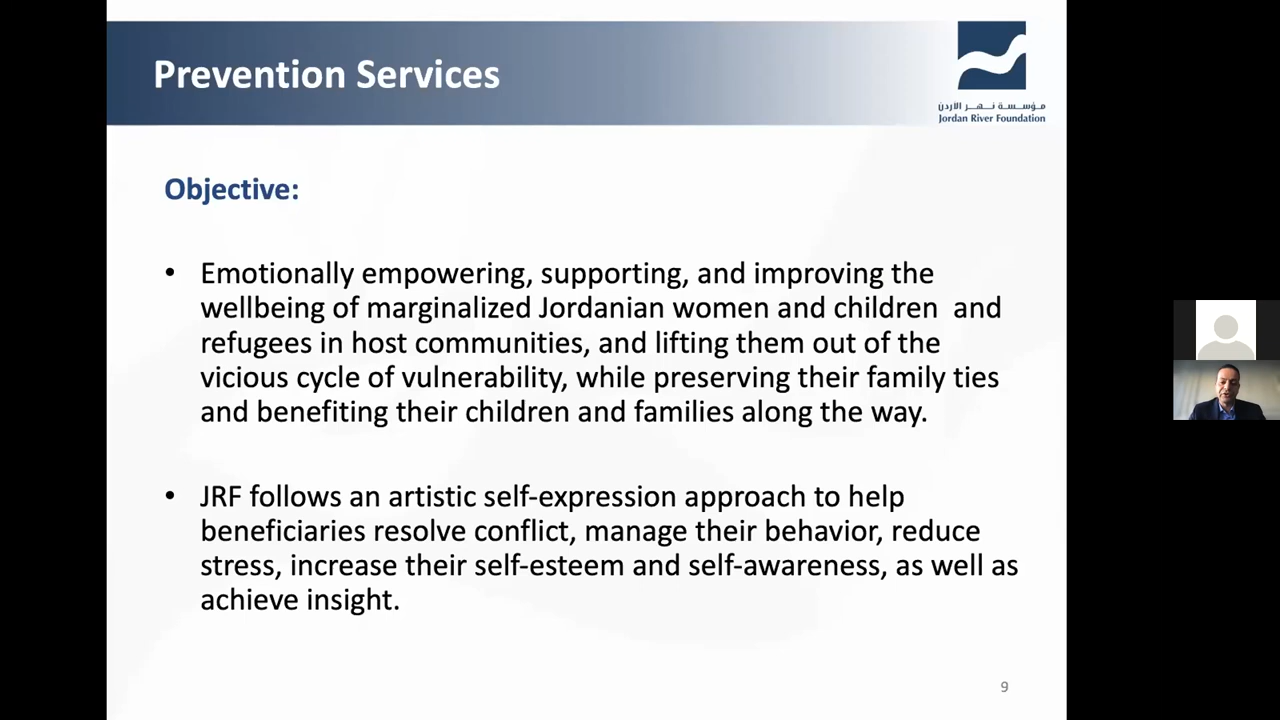 Prevention Services
مؤسسة نهر الأردن
Jordan River Foundation
Objective:
• Emotionally empowering, supporting, and improving the
wellbeing of marginalized Jordanian women and children  and
refugees in host communities, and lifting them out of the
vicious cycle of vulnerability, while preserving their family ties
and benefiting their children and families along the way.
• JRF follows an artistic self-expression approach to help
beneficiaries resolve conflict, manage their behavior, reduce
stress, increase their self-esteem and self-awareness, as well as
achieve insight.
9